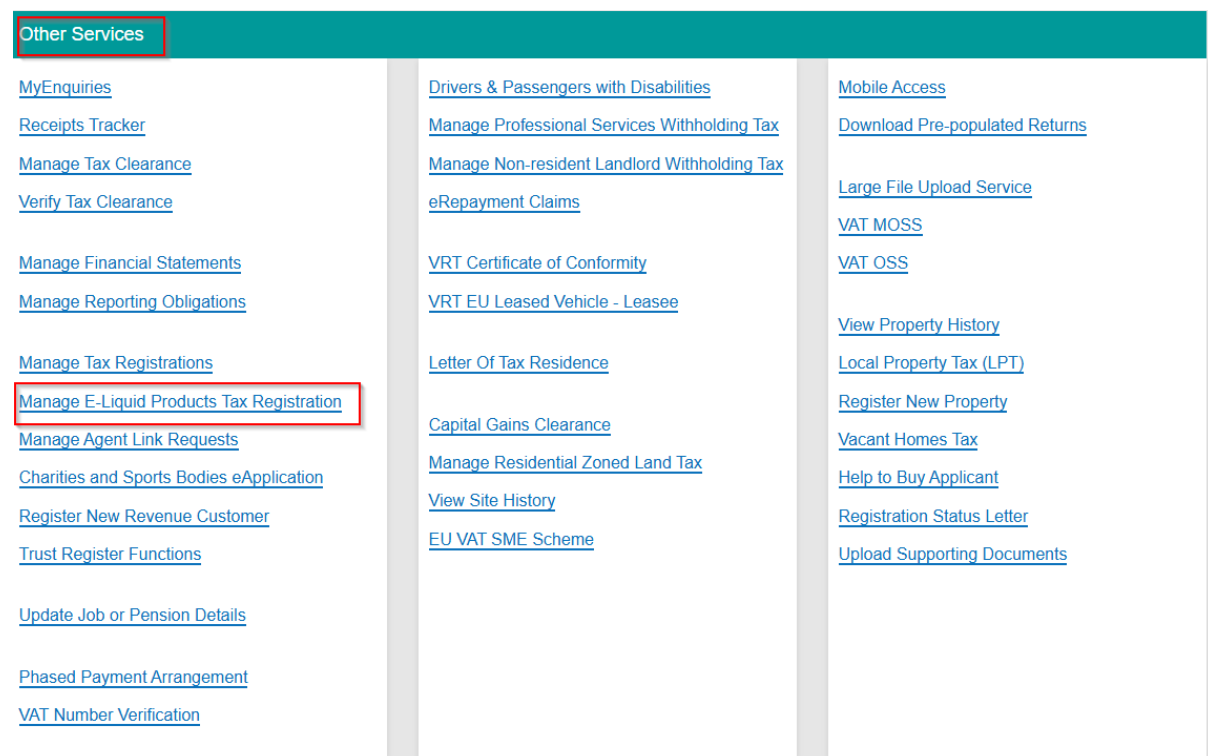 Other Services
MyEnquiries
Receipts Tracker
Manage Tax Clearance
Verify Tax Clearance
Manage Financial Statements
Manage Reporting Obligations
Manage Tax Registrations
Manage E-Liquid Products Tax Registration
Manage Agent Link Requests
Charities and Sports Bodies eApplication
Register New Revenue Customer
Trust Register Functions
Update Job or Pension Details
Phased Payment Arrangement
VAT Number Verification
Drivers & Passengers with Disabilities
Manage Professional Services Withholding Tax
Manage Non-resident Landlord Withholding Tax
eRepayment Claims
VRT Certificate of Conformity
VRT EU Leased Vehicle - Leasee
Letter Of Tax Residence
Capital Gains Clearance
Manage Residential Zoned Land Tax
View Site History
EU VAT SME Scheme
Mobile Access
Download Pre-populated Returns
Large File Upload Service
VAT MOSS
VAT OSS
View Property History
Local Property Tax (LPT)
Register New Property
Vacant Homes Tax
Help to Buy Applicant
Registration Status Letter
Upload Supporting Documents